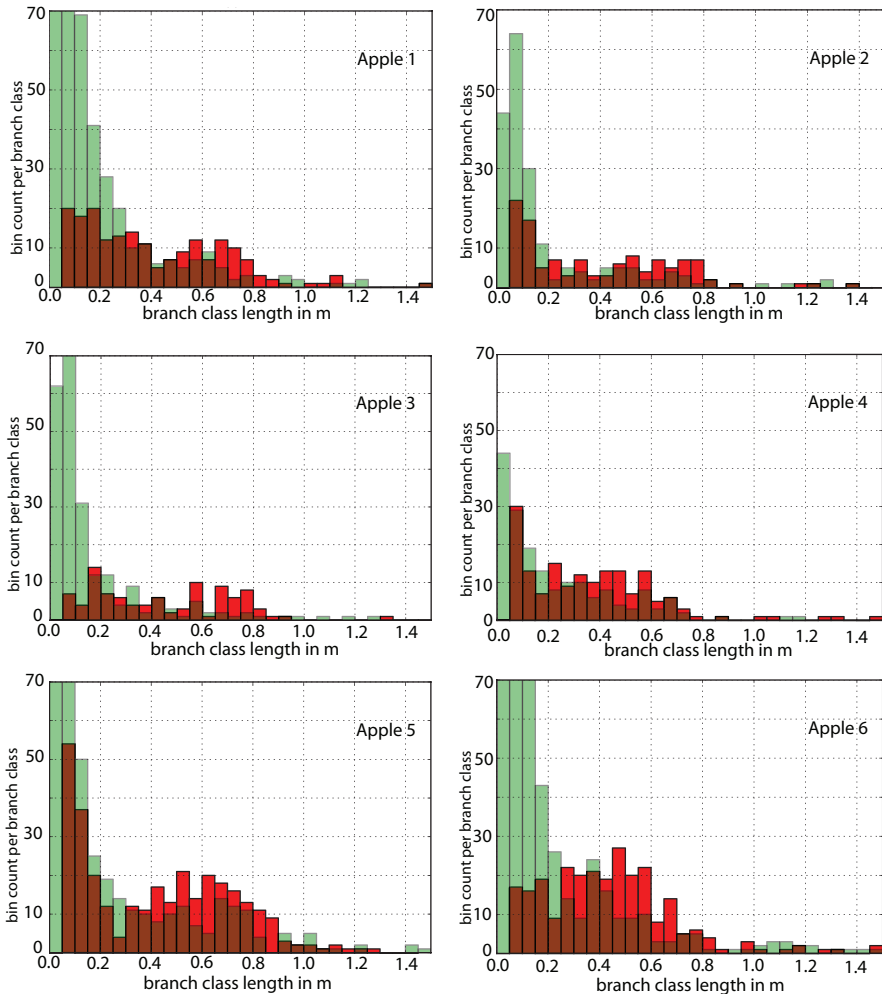 70
50
30
10
0
bin count per branch class
Apple 1
0.0 0.2 0.4 0.6 0.8 1.0 1.2 1.4
branch class length in m
70
50
30
10
0
bin count per branch class
Apple 2
0.0 0.2 0.4 0.6 0.8 1.0 1.2 1.4
branch class length in m
70
50
30
10
0
bin count per branch class
Apple 3
0.0 0.2 0.4 0.6 0.8 1.0 1.2 1.4
branch class length in m
70
50
30
10
0
bin count per branch class
Apple 4
0.0 0.2 0.4 0.6 0.8 1.0 1.2 1.4
branch class length in m
70
50
30
10
0
bin count per branch class
Apple 5
0.0 0.2 0.4 0.6 0.8 1.0 1.2 1.4
branch class length in m
70
50
30
10
0
bin count per branch class
Apple 6
0.0 0.2 0.4 0.6 0.8 1.0 1.2 1.4
branch class length in m